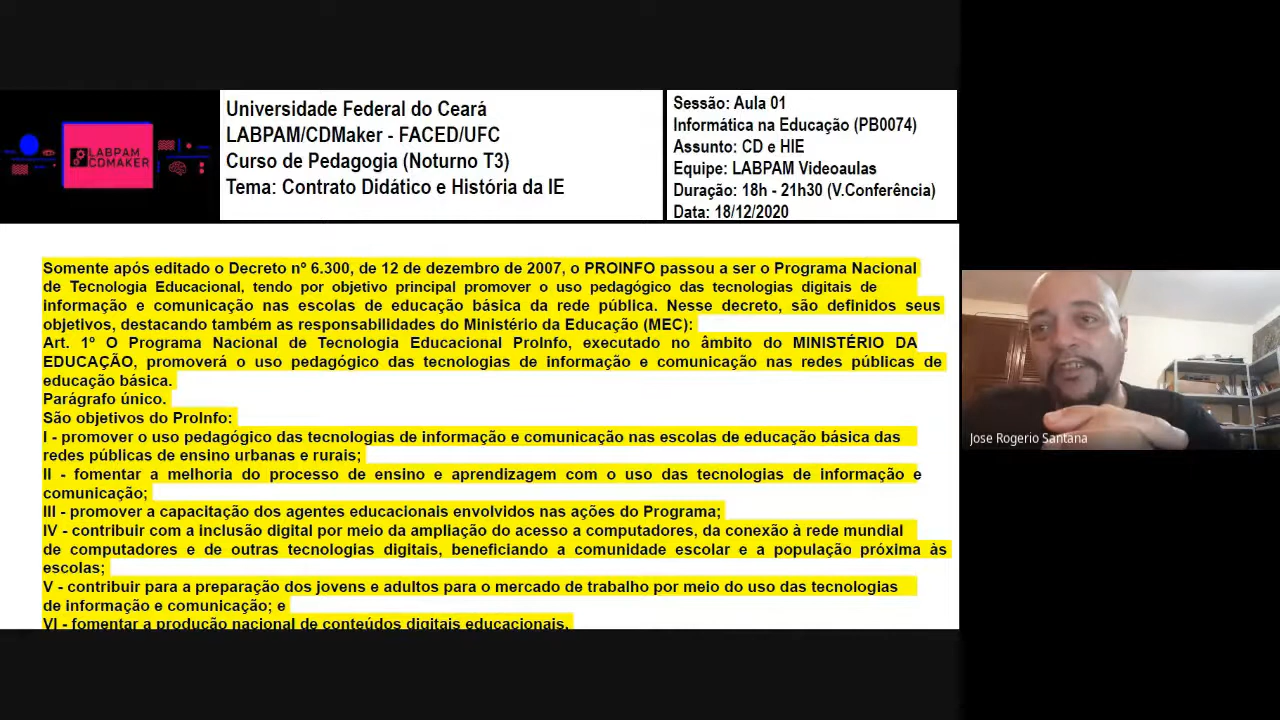 LABPAM
CDMAKER
Universidade Federal do Ceará
LABPAM/CDMaker - FACED/UFC
Curso de Pedagogia (Noturno T3)
Tema: Contrato Didático e História da IE
Sessão: Aula 01
Informática na Educação (PB0074)
Assunto: CD e HIE
Equipe: LABPAM Videoaulas
Duração: 18h - 21h30 (V.Conferência)
Data: 18/12/2020
Somente após editado o Decreto nº 6.300, de 12 de dezembro de 2007, o PROINFO passou a ser o Programa Nacional
de Tecnologia Educacional, tendo por objetivo principal promover o uso pedagógico das tecnologias digitais de
informação e comunicação nas escolas de educação básica da rede pública. Nesse decreto, são definidos seus
objetivos, destacando também as responsabilidades do Ministério da Educação (MEC):
Art. 1º O Programa Nacional de Tecnologia Educacional ProInfo, executado no âmbito do MINISTÉRIO DA
EDUCAÇÃO, promoverá o uso pedagógico das tecnologias de informação e comunicação nas redes públicas de
educação básica.
Parágrafo único.
São objetivos do ProInfo:
I - promover o uso pedagógico das tecnologias de informação e comunicação nas escolas de educação básica das
redes públicas de ensino urbanas e rurais;
II - fomentar a melhoria do processo de ensino e aprendizagem com o uso das tecnologias de informação e
comunicação;
III - promover a capacitação dos agentes educacionais envolvidos nas ações do Programa;
IV - contribuir com a inclusão digital por meio da ampliação do acesso a computadores, da conexão à rede mundial
de computadores e de outras tecnologias digitais, beneficiando a comunidade escolar e a população próxima às
escolas;
V - contribuir para a preparação dos jovens e adultos para o mercado de trabalho por meio do uso das tecnologias
de informação e comunicação; e
VI - fomentar a produção nacional de conteúdos digitais educacionais.
Jose Rogerio Santana